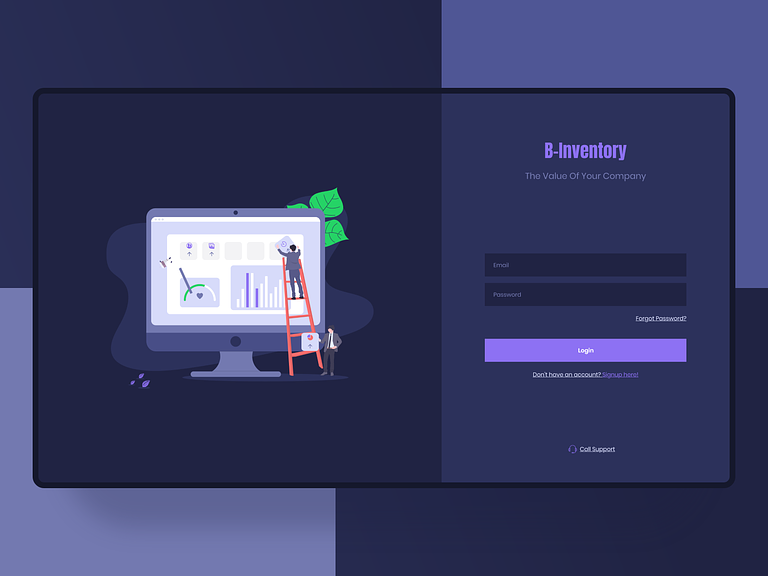 B-Inventory
The Value Of Your Company
Email
Password
Forgot Password?
Login
Don't have an account? Signup here!
Call Support